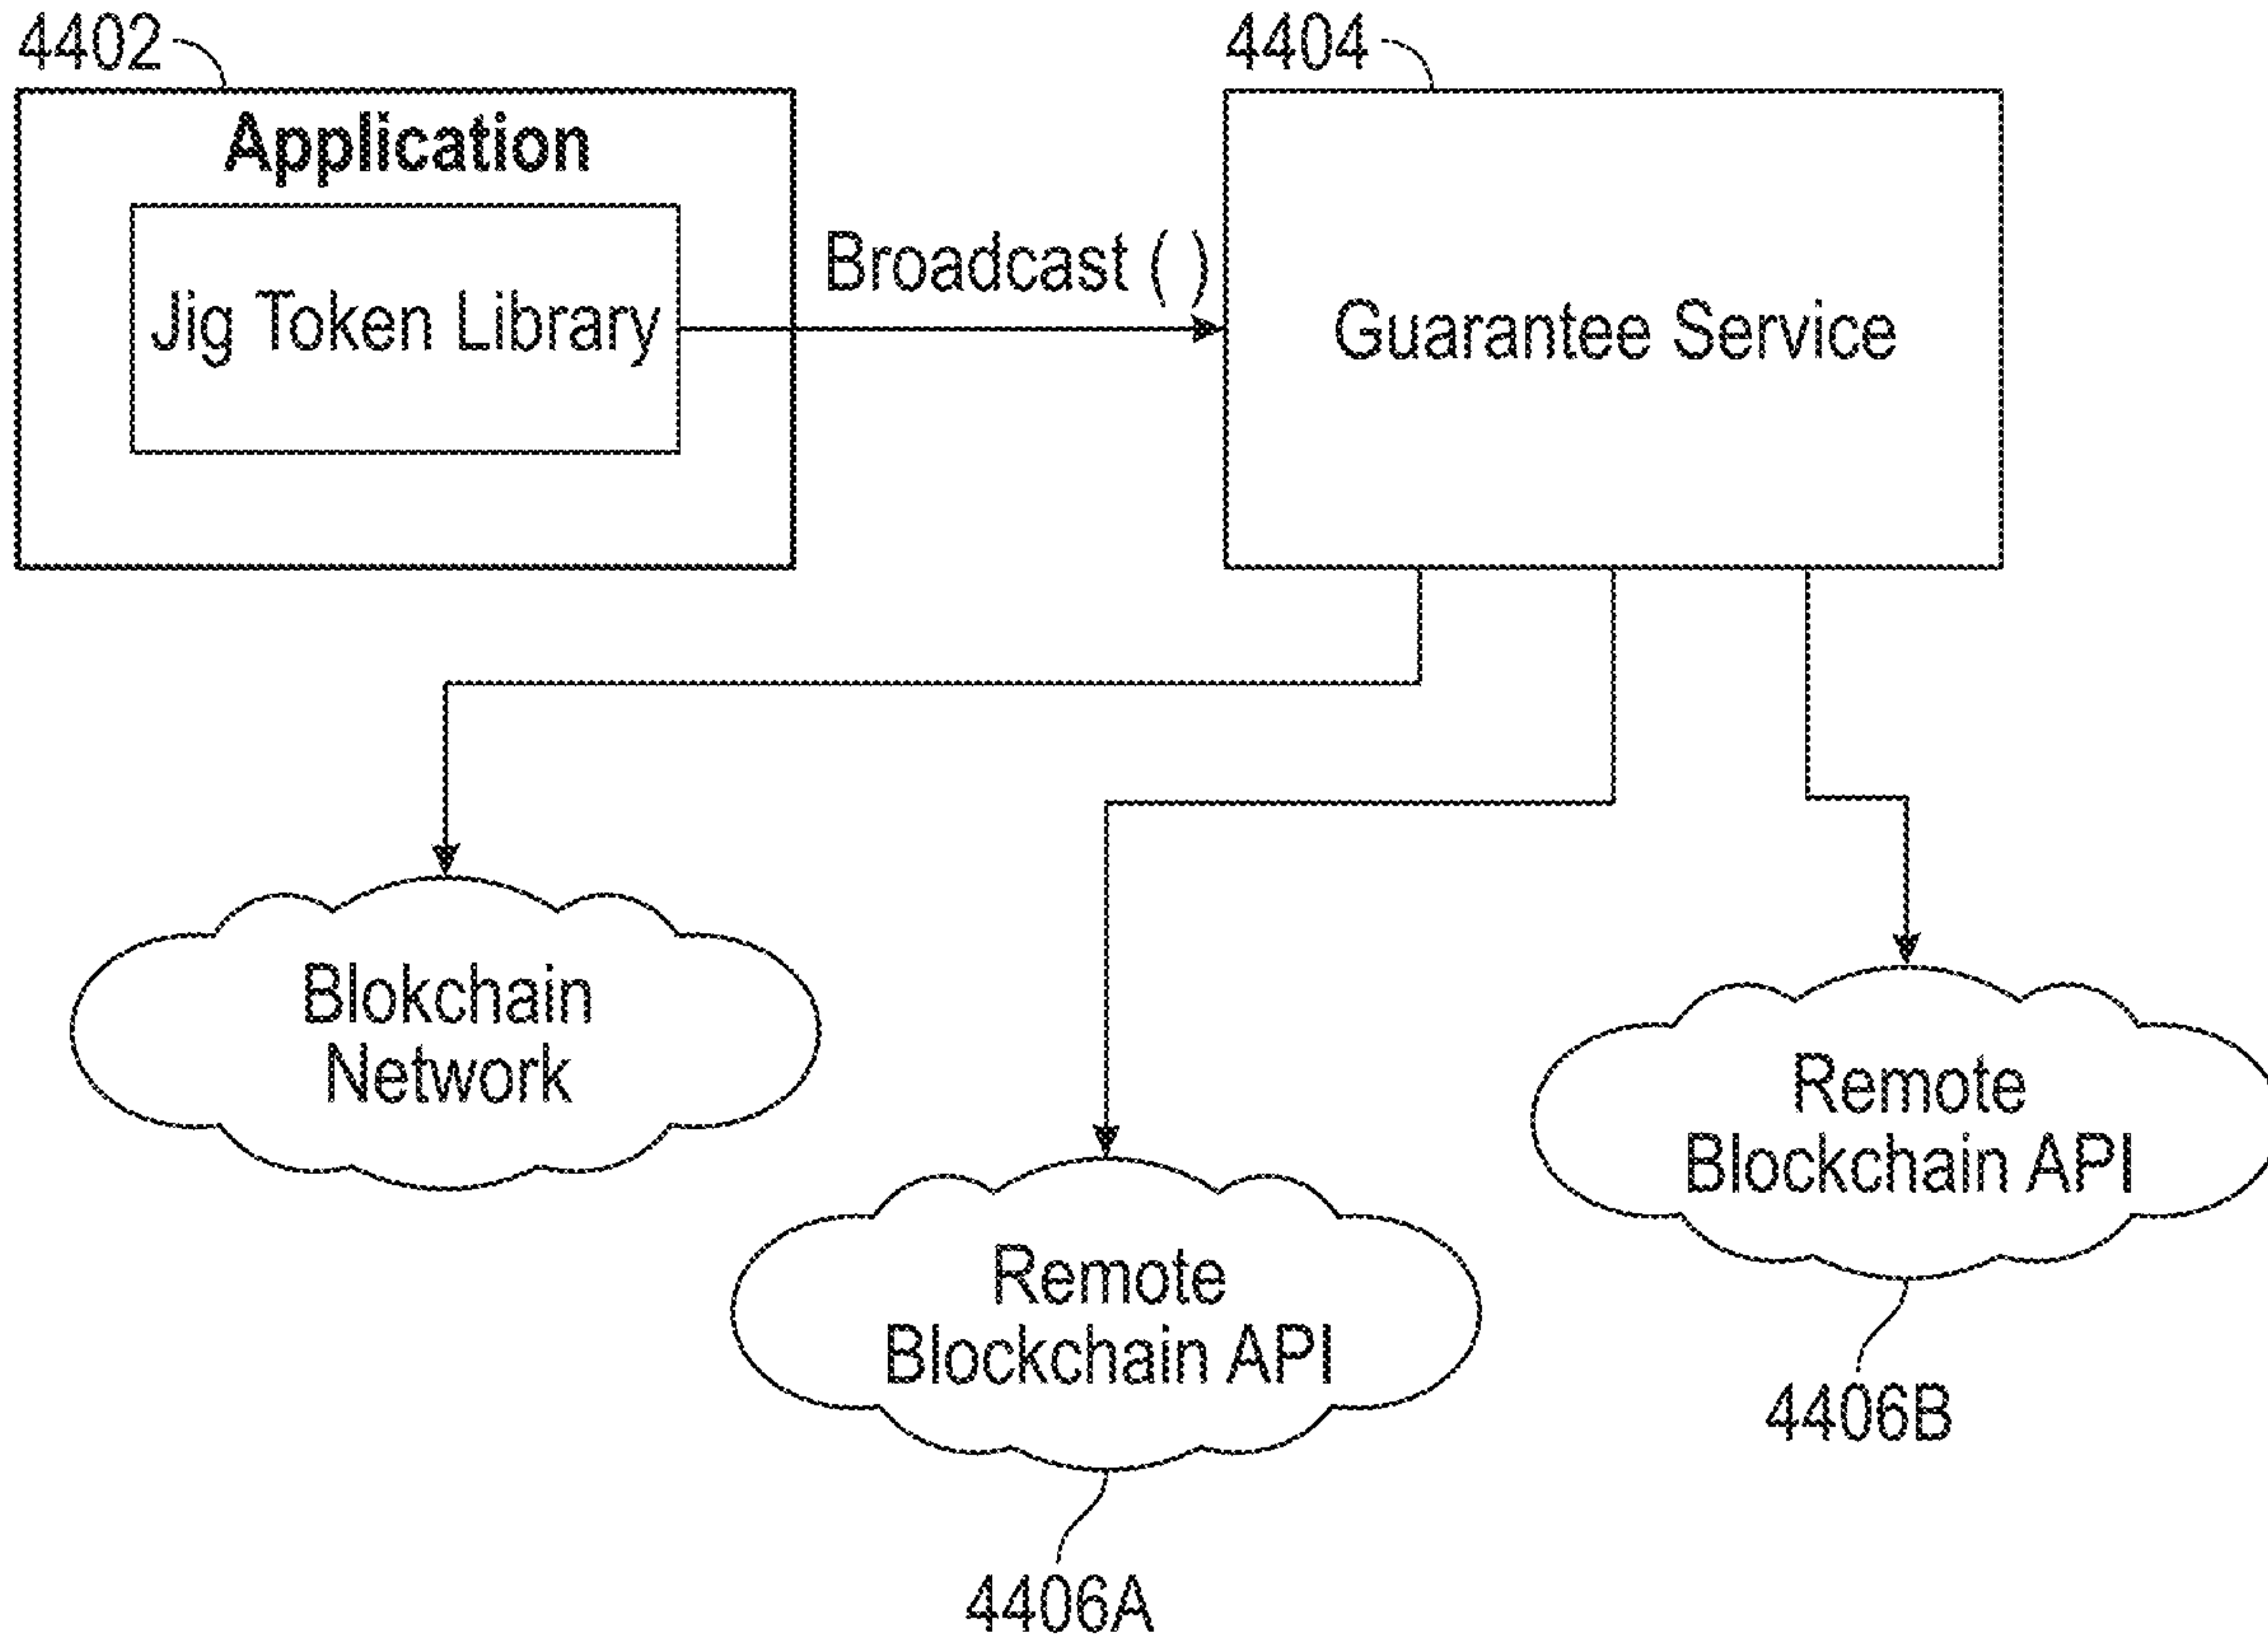 4402
4404
Application
Jig Token Library
Broadcast ( )
Guarantee Service
Blokchain
Network
Remote
Blockchain API
4406B
Remote
Blockchain API
4406A